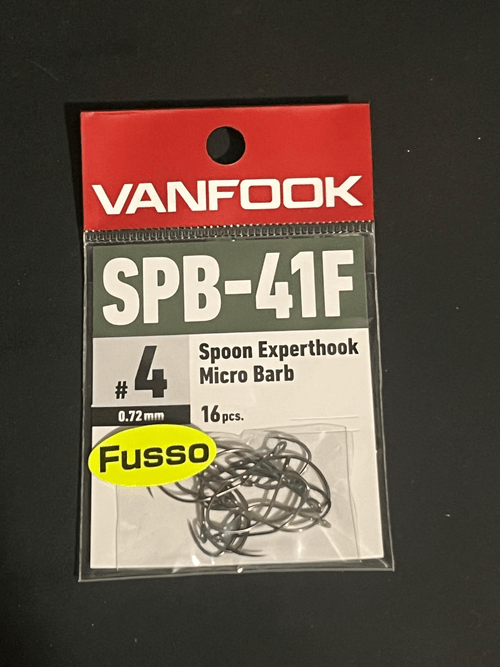 VANFOOK
SPB-41F
#4
0.72mm
Spoon Experthook
Micro Barb
16pcs.
Fusso